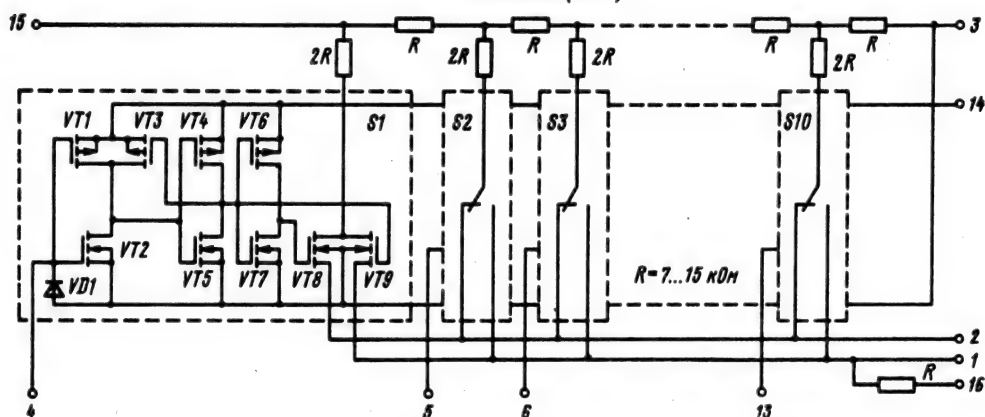 15
R
R
R
R
3
2R
2R
2R
2R
VT1
VT3
VT4
VT6
S1
S2
S3
S10
14
VT2
VD1
VT5
VT7
VT8
VT9
R=7...15 кОм
2
1
R
16
4
5
6
13